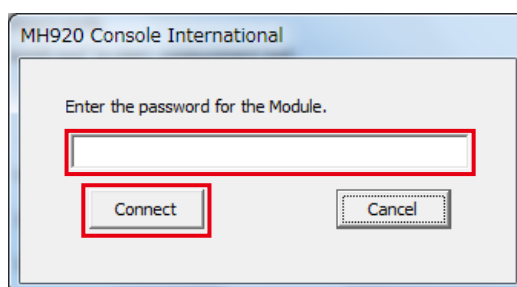 MH920 Console International
Enter the password for the Module.
Connect
Cancel